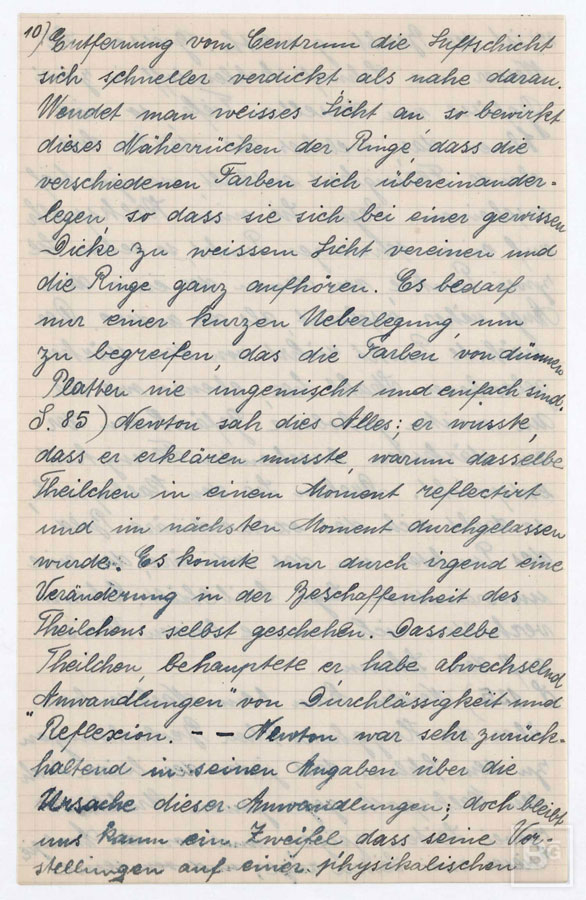 10) Entfernung vom Centrum die Luftschicht
sich schneller verdickt als nahe daran.
Wendet man weisses Licht an, so bewirkt
dieses Näherrücken der Ringe, dass die
verschiedenen Farben sich übereinander-
legen, so dass sie sich bei einer gewissen
Dicke zu weissem Licht vereinen und
die Ringe ganz aufhören. Es bedarf
nur einer kurzen Ueberlegung, um
zu begreifen, das die Farben von dünnen
Platten nie ungemischt und einfach sind.
S. 85) Newton sah dies Alles; er wusste,
dass er erklären musste, warum dasselbe
Theilchen in einem Moment reflectirt
und im nächsten Moment durchgelassen
wurde. Es konnte nur durch irgend eine
Veränderung in der Beschaffenheit des
Theilchens selbst geschehen. Dasselbe
Theilchen, behauptete er, habe abwechselnd
Anwandlungen" von Durchlässigkeit und
"Reflexion. – – Newton war sehr zurück-
haltend in seinen Angaben über die
Ursache dieser Anwandlungen; doch bleibt
uns kaum ein Zweifel dass seine Vor-
stellungen auf einer physikalischen